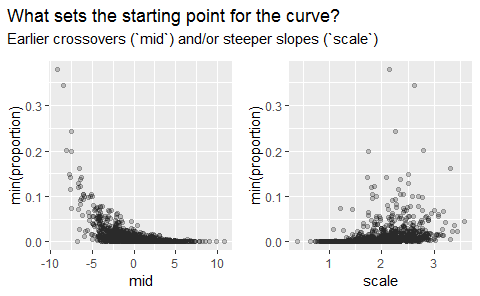 What sets the starting point for the curve?
Earlier crossovers (`mid`) and/or steeper slopes (`scale`)
min(proportion)
0.3
0.2
0.1
0.0
-10 -5 0 5 10
mid
min(proportion)
0.3
0.2
0.1
0.0
1 2 3
scale